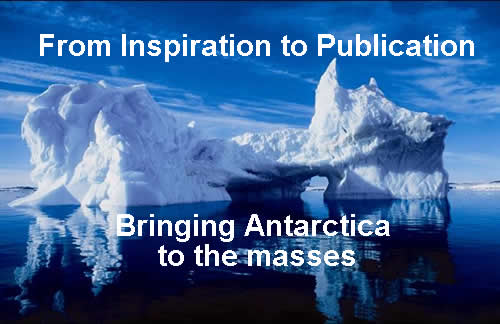 From Inspiration to Publication
Bringing Antarctica
to the masses